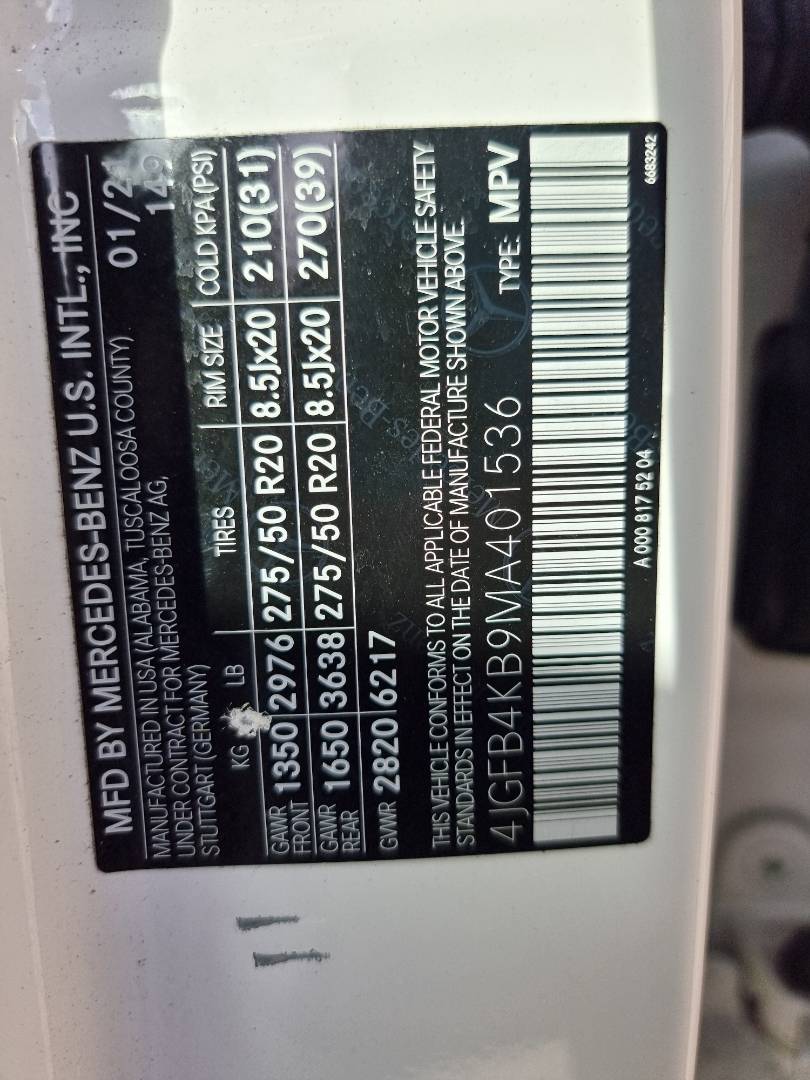 MFD BY MERCEDES-BENZ U.S. INTL., INC
MANUFACTURED IN USA (ALABAMA, TUSCALOOSA COUNTY) 01/21
UNDER CONTRACT FOR MERCEDES-BENZ AG, 149
STUTTGART (GERMANY)
KG LB TIRES RIM SIZE COLD KPA(PSI)
GAWR FRONT 1350 2976 275/50 R20 8.5Jx20 210(31)
GAWR REAR 1650 3638 275/50 R20 8.5Jx20 270(39)
GVWR 2820 6217
THIS VEHICLE CONFORMS TO ALL APPLICABLE FEDERAL MOTOR VEHICLE SAFETY
STANDARDS IN EFFECT ON THE DATE OF MANUFACTURE SHOWN ABOVE.
4JGFB4KB9MA401536 TYPE: MPV
A 000 817 52 04 6683242